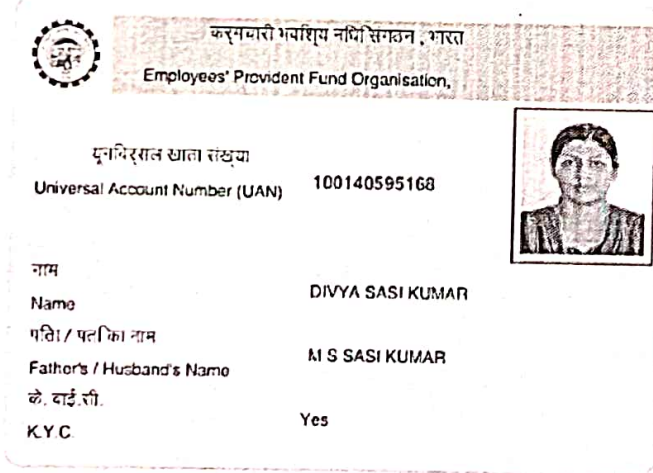 कर्मचारी भविष्य निधि संगठन , भारत
Employees' Provident Fund Organisation,
यूनिवर्सल खाता संख्या
Universal Account Number (UAN) 100140595168
नाम
Name DIVYA SASI KUMAR
पिता / पति का नाम
Father's / Husband's Name M S SASI KUMAR
के. वाई.सी.
K.Y.C. Yes